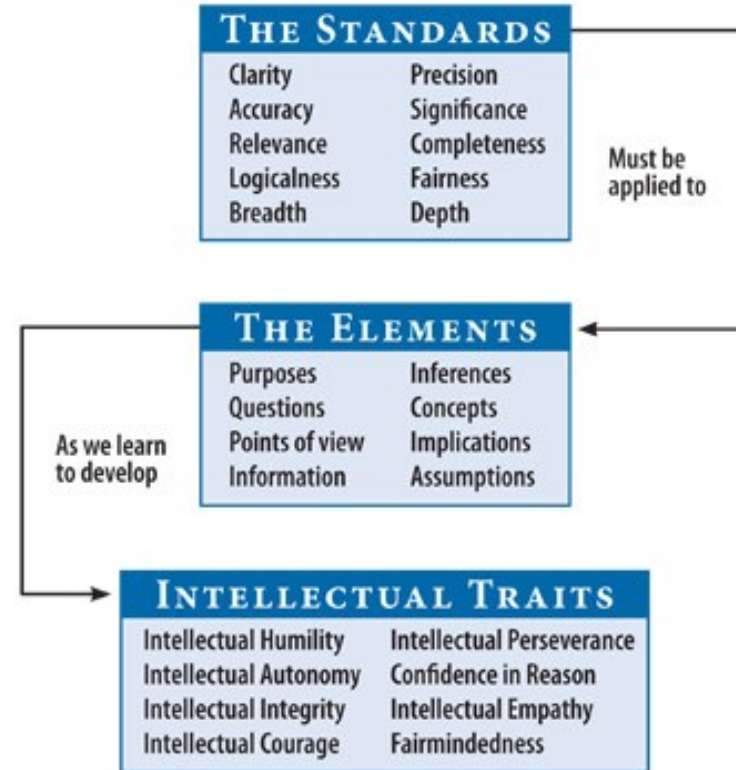 THE STANDARDS
Clarity Precision
Accuracy Significance
Relevance Completeness
Logicalness Fairness
Breadth Depth
Must be
applied to
THE ELEMENTS
Purposes Inferences
Questions Concepts
Points of view Implications
Information Assumptions
As we learn
to develop
INTELLECTUAL TRAITS
Intellectual Humility Intellectual Perseverance
Intellectual Autonomy Confidence in Reason
Intellectual Integrity Intellectual Empathy
Intellectual Courage Fairmindedness